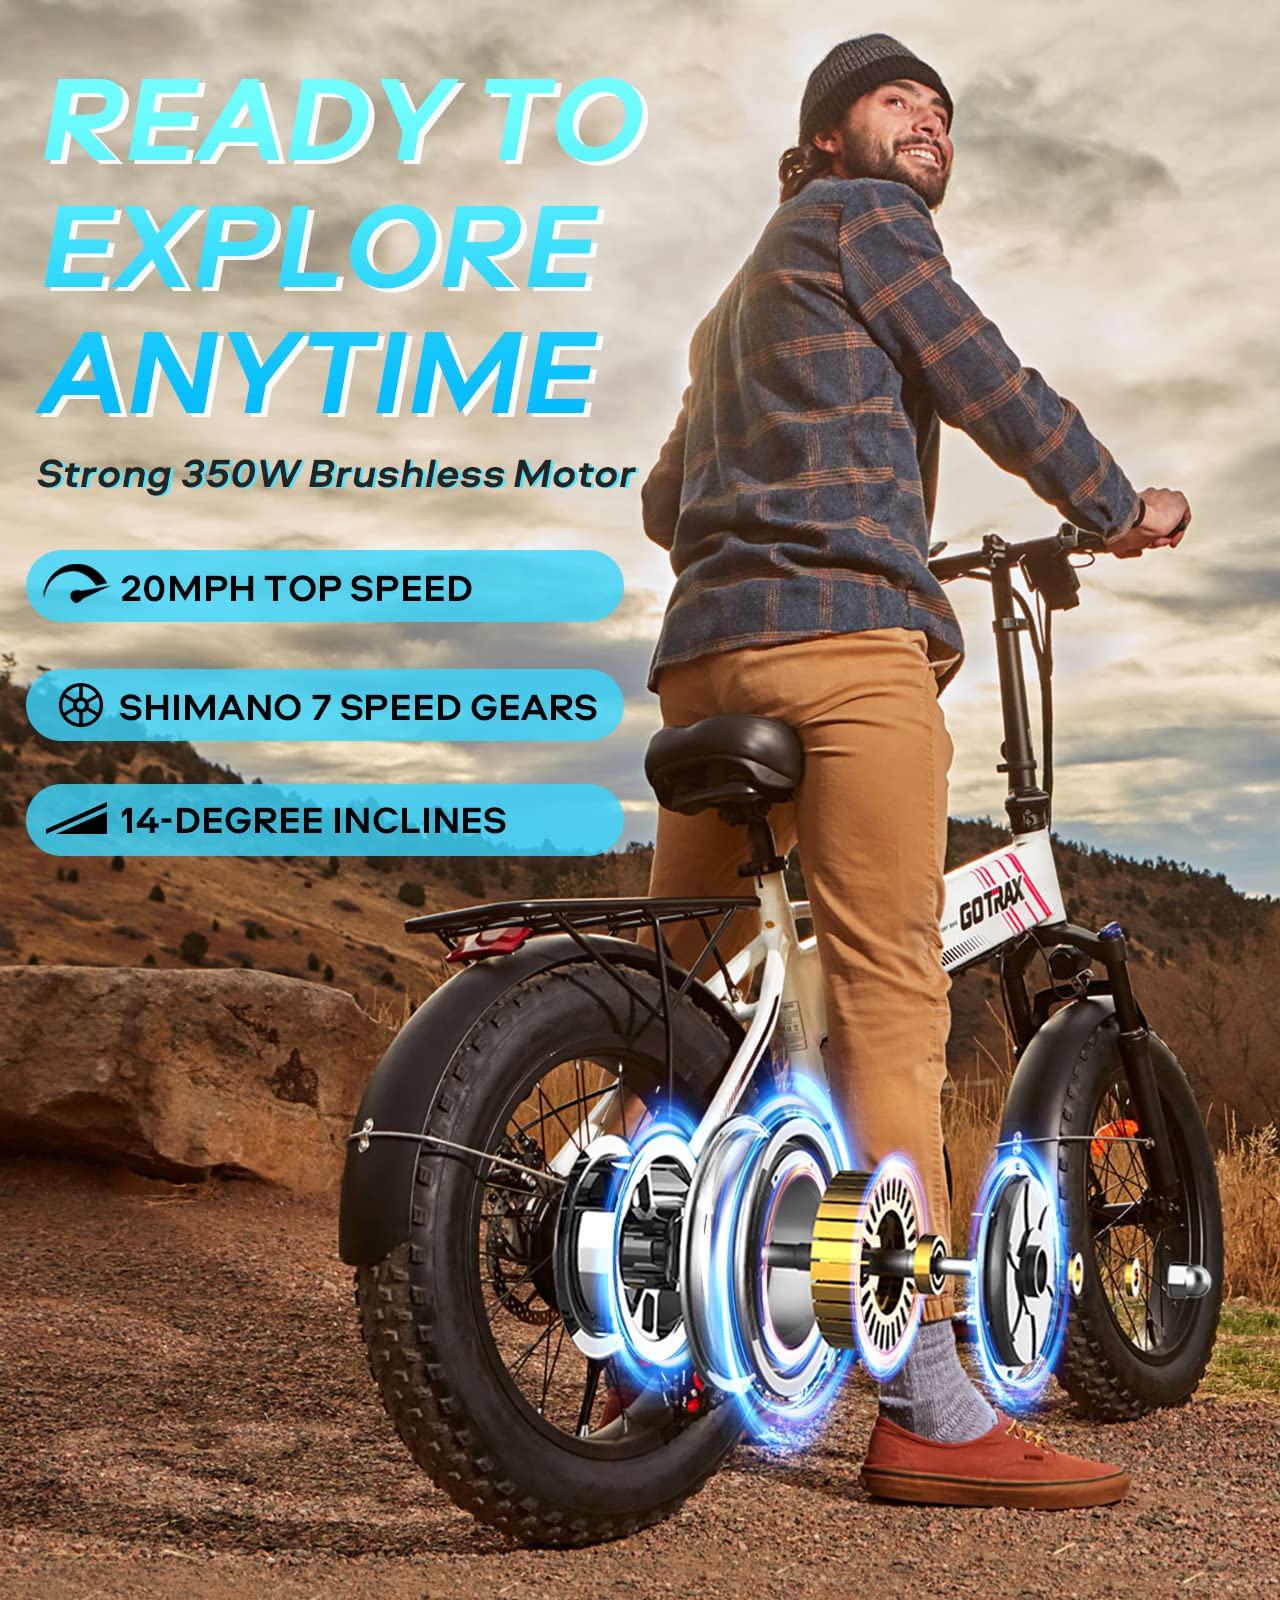 READY TO
EXPLORE
ANYTIME
Strong 350W Brushless Motor
20MPH TOP SPEED
SHIMANO 7 SPEED GEARS
14-DEGREE INCLINES
GOTRAX